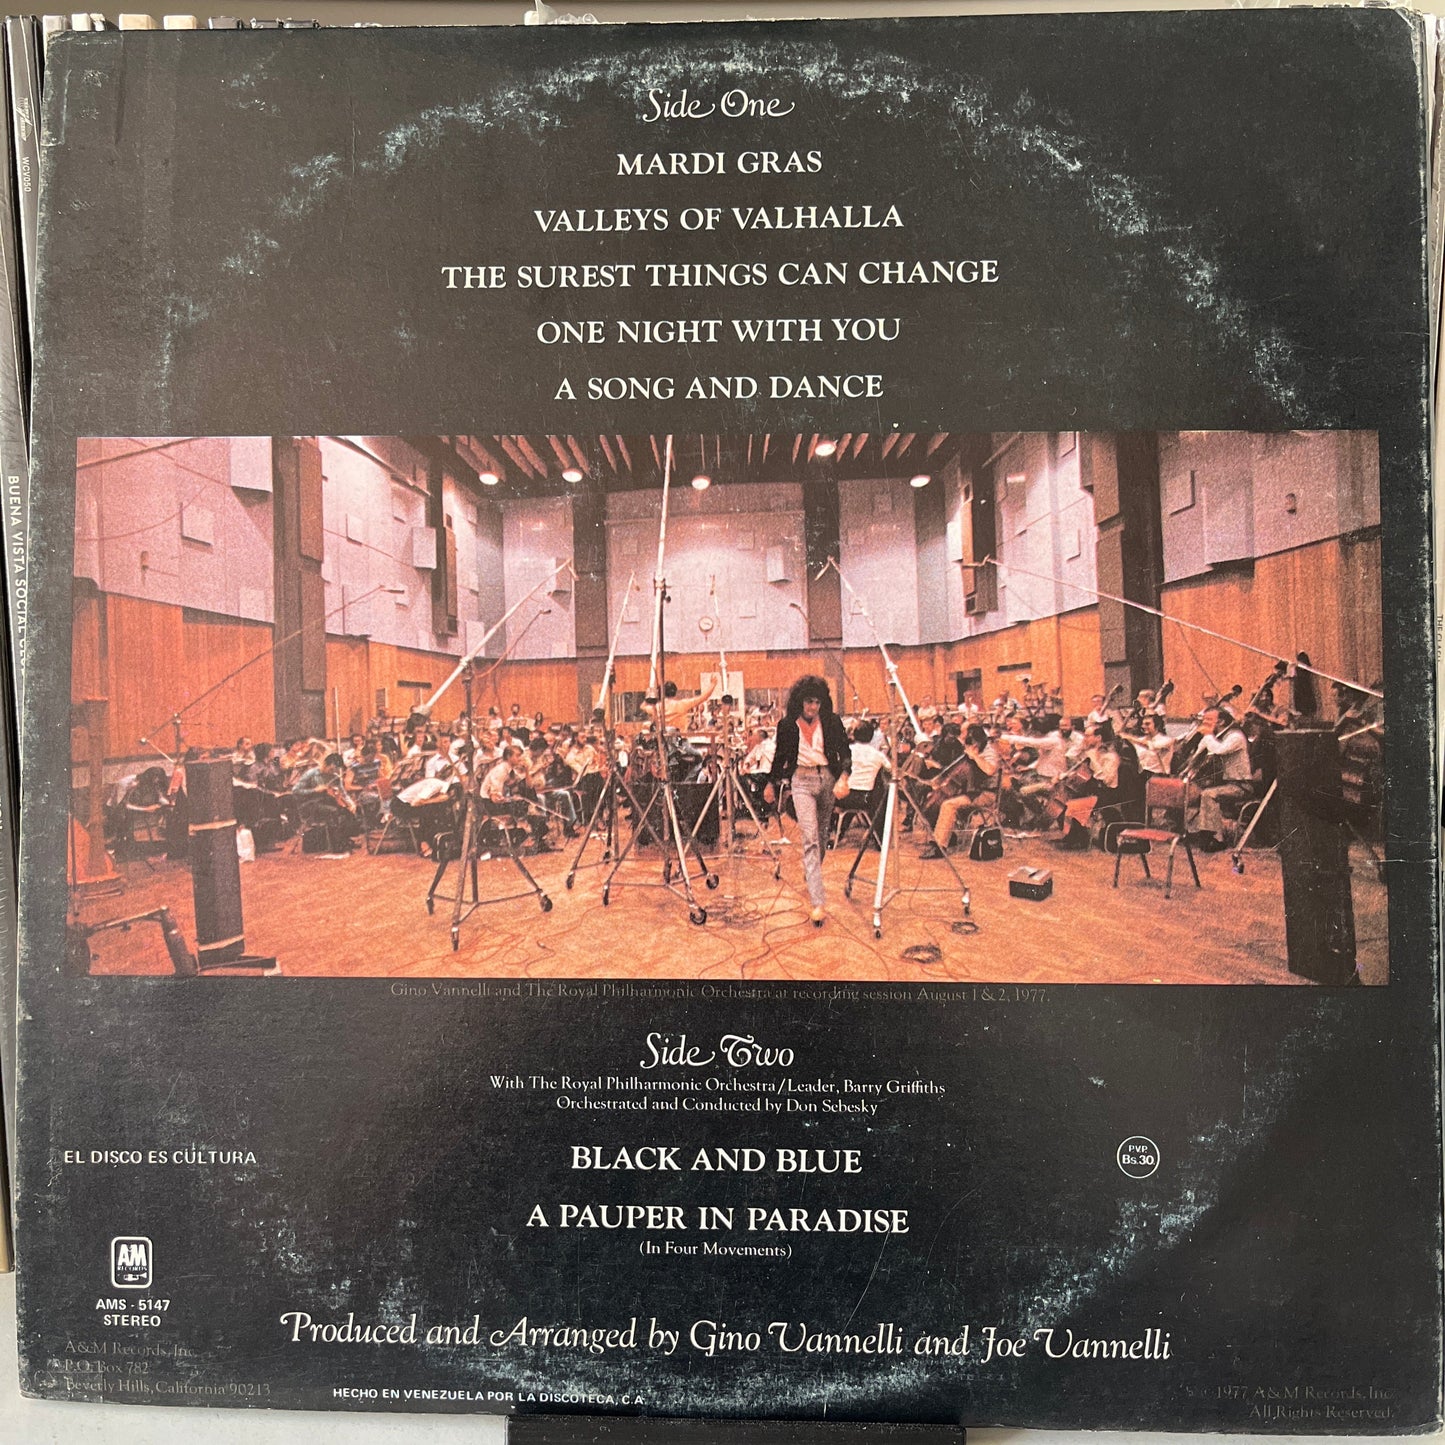 Side One
MARDI GRAS
VALLEYS OF VALHALLA
THE SUREST THINGS CAN CHANGE
ONE NIGHT WITH YOU
A SONG AND DANCE
Gino Vannelli and The Royal Philharmonic Orchestra at recording session August 1 & 2, 1977.
Side Two
With The Royal Philharmonic Orchestra/Leader, Barry Griffiths
Orchestrated and Conducted by Don Sebesky
BLACK AND BLUE
A PAUPER IN PARADISE
(In Four Movements)
EL DISCO ES CULTURA
P.V.P.
Bs.30.
A&M
RECORDS
AMS - 5147
STEREO
Produced and Arranged by Gino Vannelli and Joe Vannelli
A&M Records, Inc.
P.O. Box 782
Beverly Hills, California 90213
HECHO EN VENEZUELA POR LA DISCOTECA, C.A.
1977 A&M Records, Inc.
All Rights Reserved.
WCV050
BUENA VISTA SOCIAL